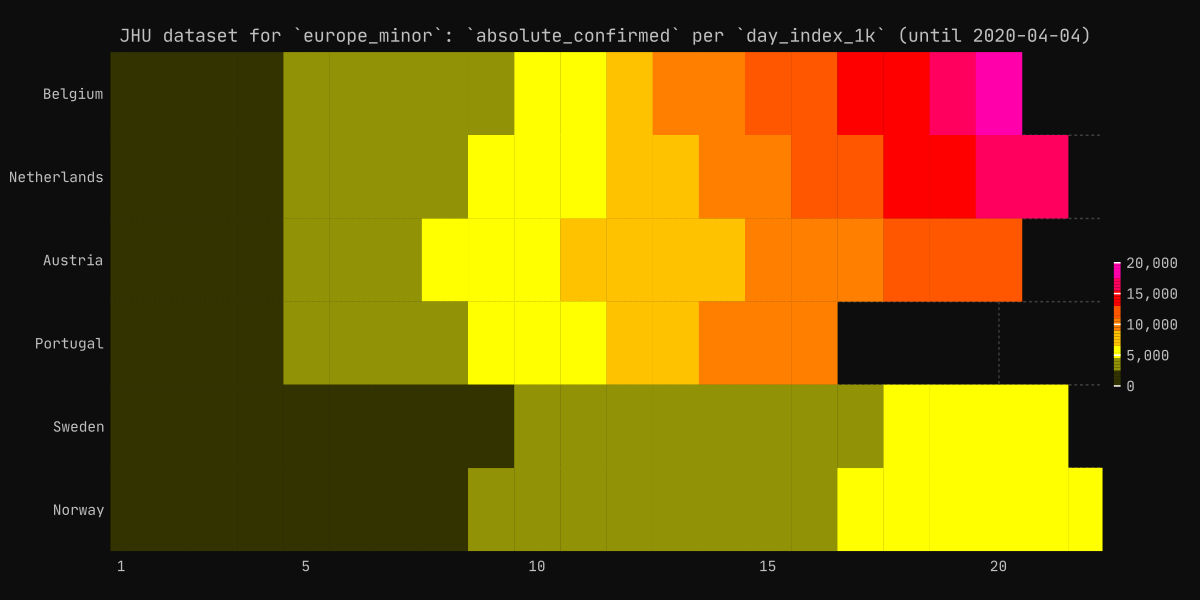 JHU dataset for `europe_minor`: `absolute_confirmed` per `day_index_1k` (until 2020-04-04)
Belgium
Netherlands
Austria
Portugal
Sweden
Norway
20,000
15,000
10,000
5,000
0
1 5 10 15 20